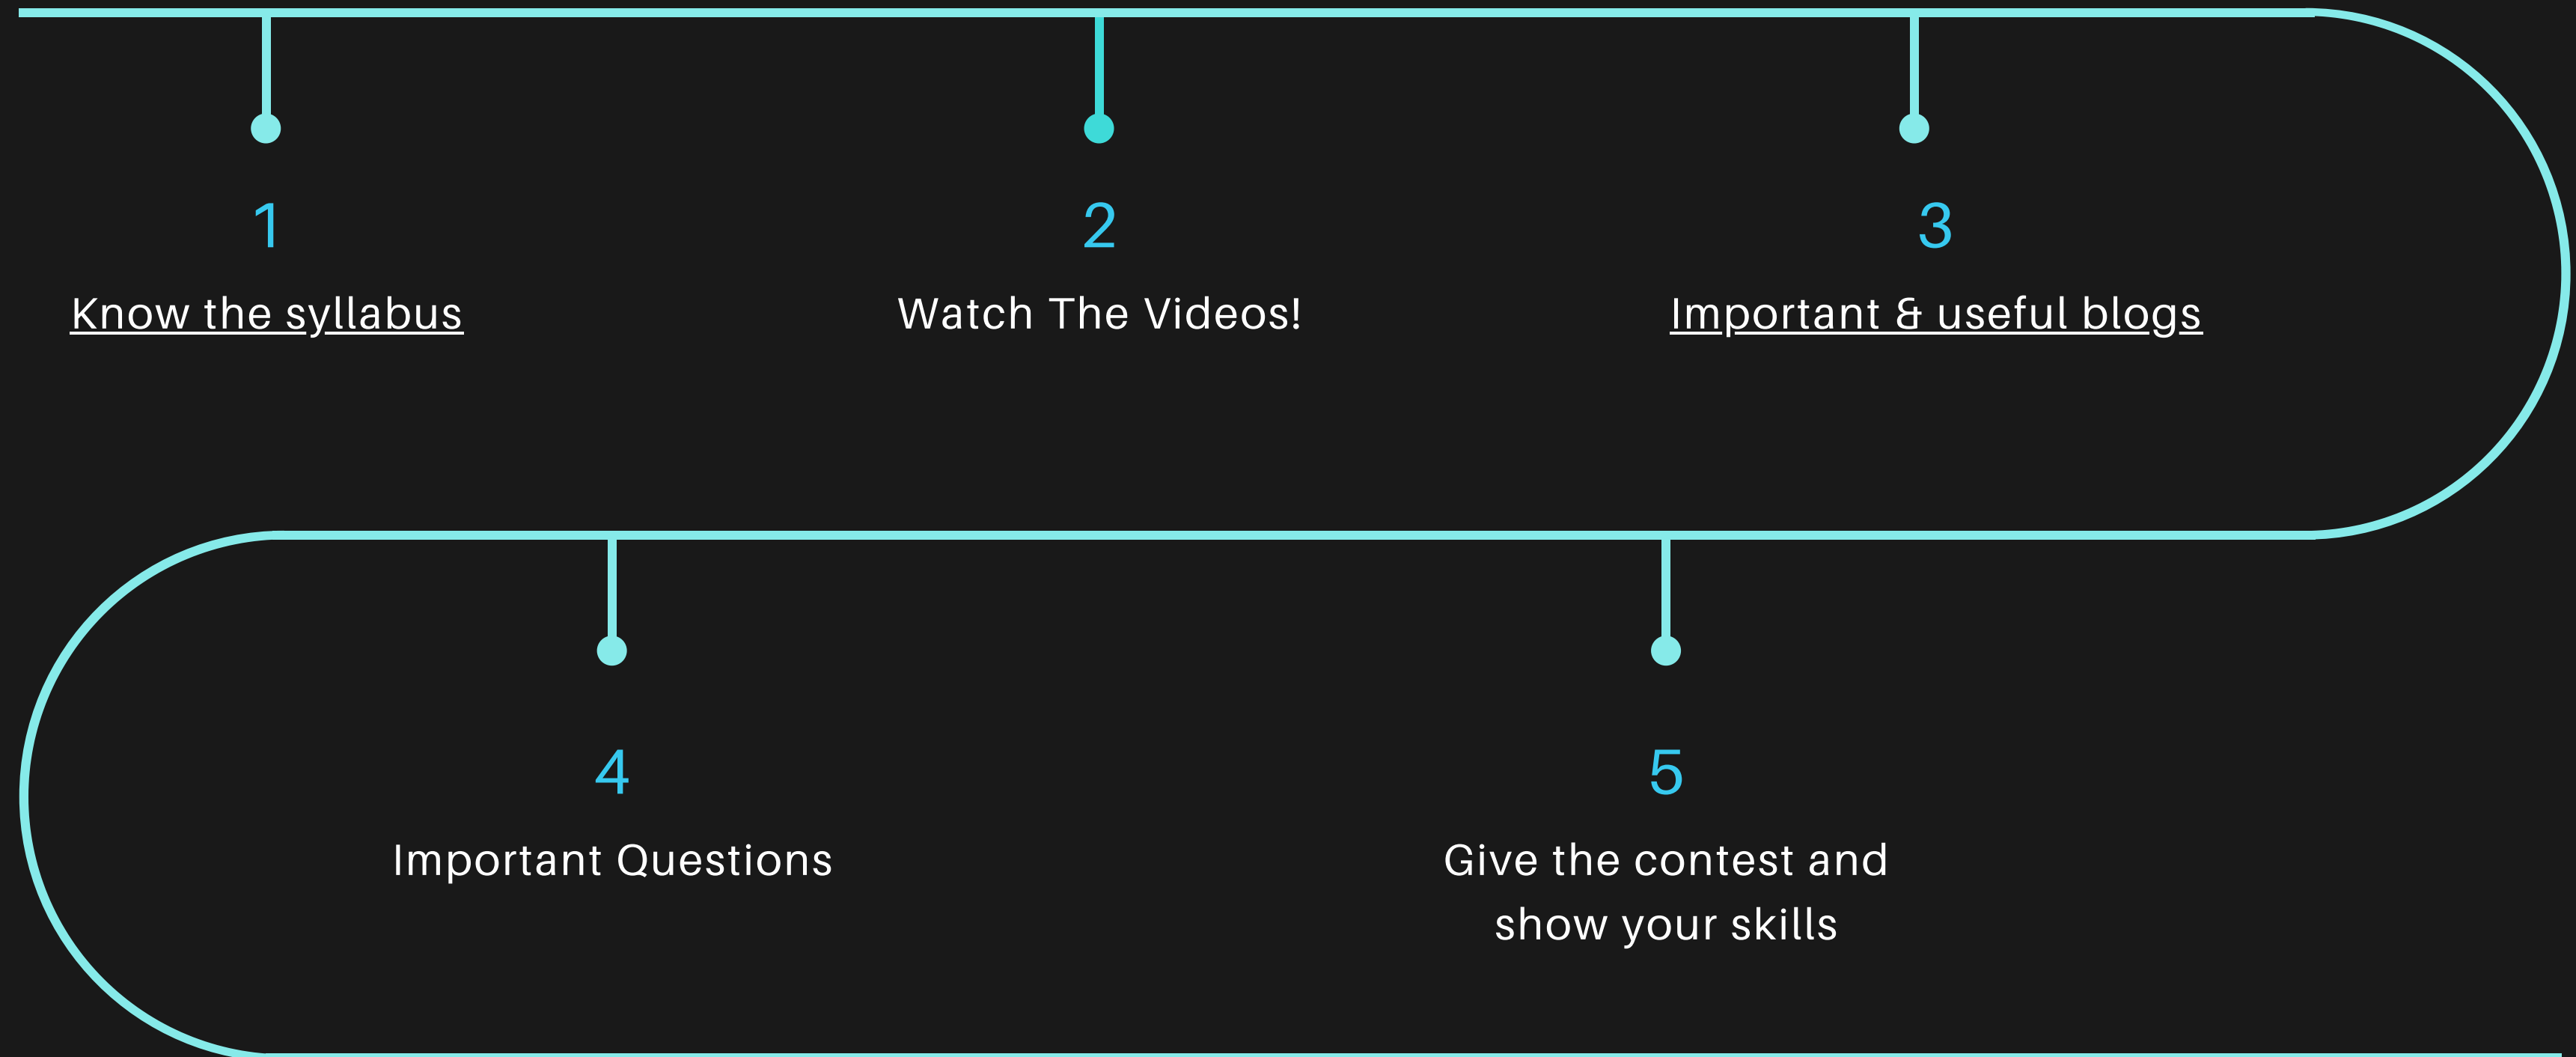 1
Know the syllabus
2
Watch The Videos!
3
Important & useful blogs
4
Important Questions
5
Give the contest and
show your skills